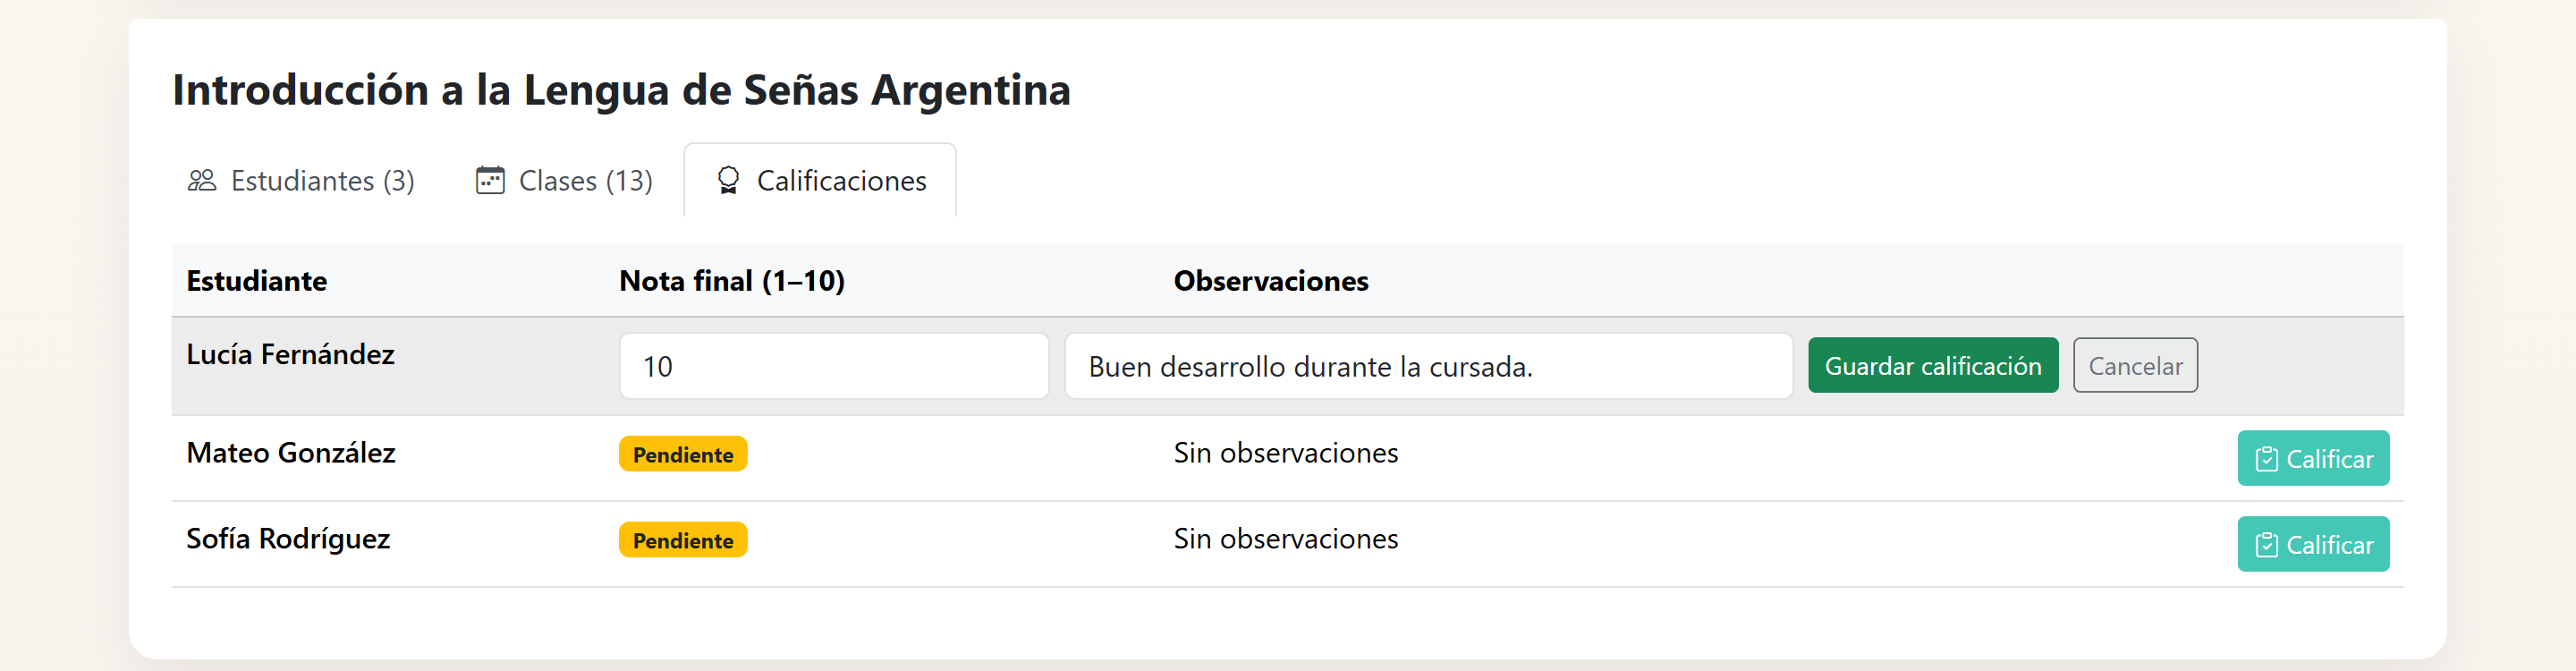 Introducción a la Lengua de Señas Argentina
Estudiantes (3) Clases (13) Calificaciones
Estudiante Nota final (1–10) Observaciones
Lucía Fernández 10 Buen desarrollo durante la cursada. Guardar calificación Cancelar
Mateo González Pendiente Sin observaciones Calificar
Sofía Rodríguez Pendiente Sin observaciones Calificar